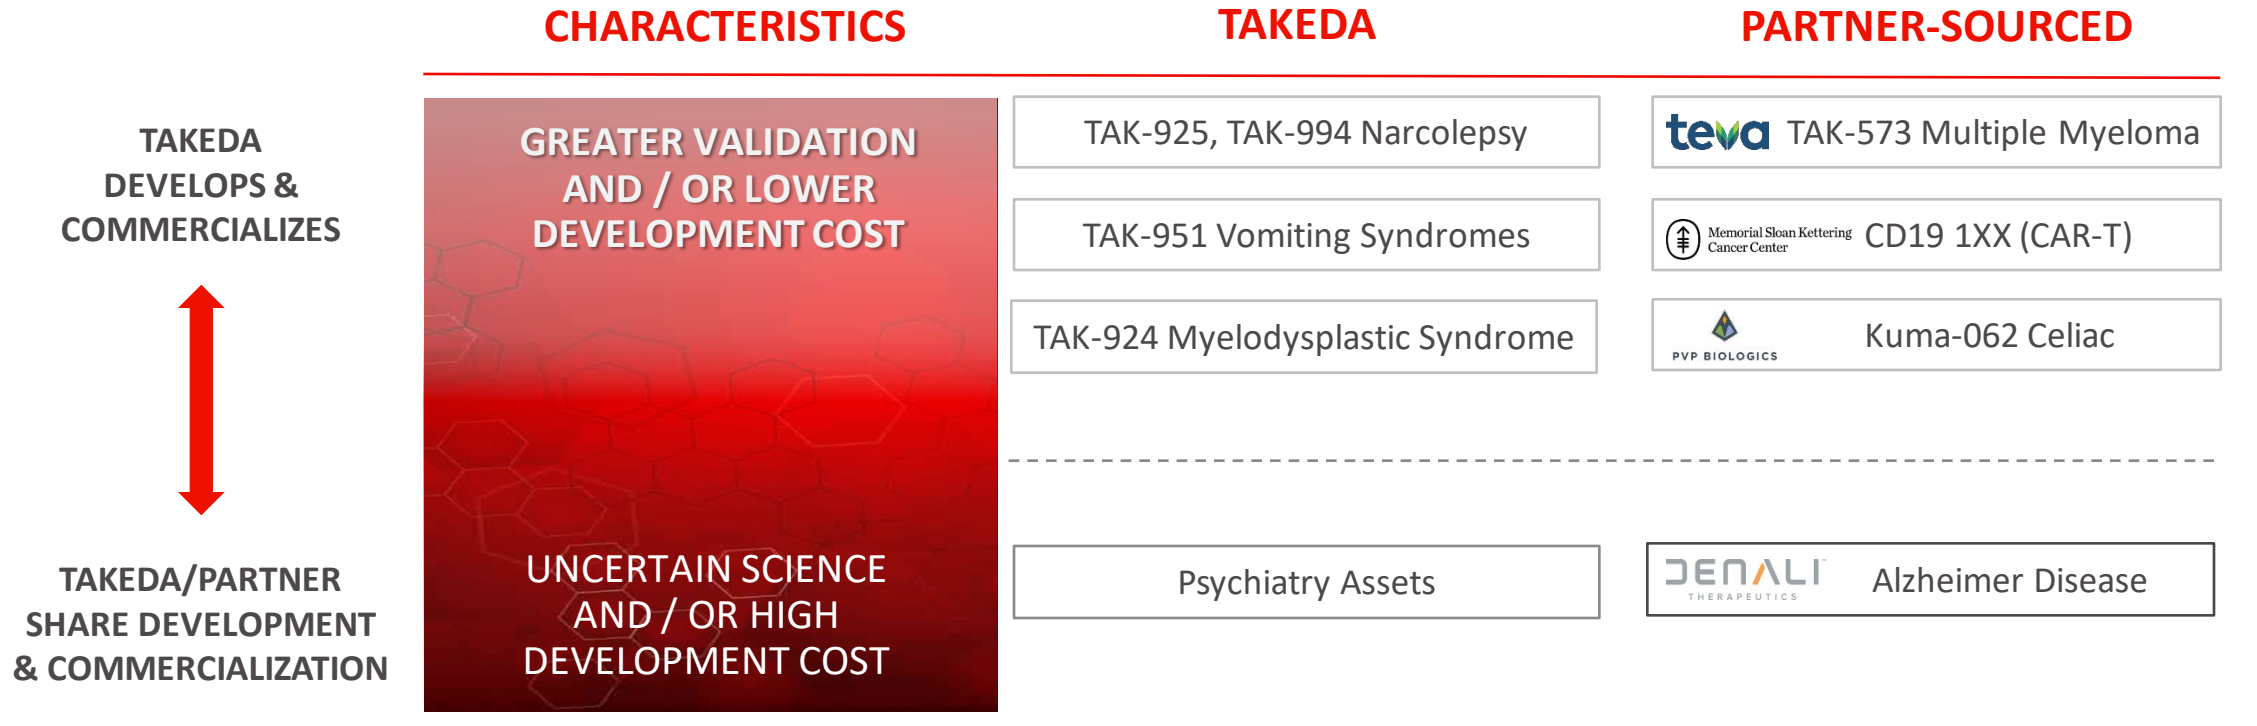 CHARACTERISTICS
TAKEDA
PARTNER-SOURCED
TAKEDA
DEVELOPS &
COMMERCIALIZES
GREATER VALIDATION
AND / OR LOWER
DEVELOPMENT COST
TAK-925, TAK-994 Narcolepsy
teva TAK-573 Multiple Myeloma
TAK-951 Vomiting Syndromes
Memorial Sloan Kettering
Cancer Center
CD19 1XX (CAR-T)
TAK-924 Myelodysplastic Syndrome
PVP BIOLOGICS
Kuma-062 Celiac
TAKEDA/PARTNER
SHARE DEVELOPMENT
& COMMERCIALIZATION
UNCERTAIN SCIENCE
AND / OR HIGH
DEVELOPMENT COST
Psychiatry Assets
DENALI™
THERAPEUTICS
Alzheimer Disease